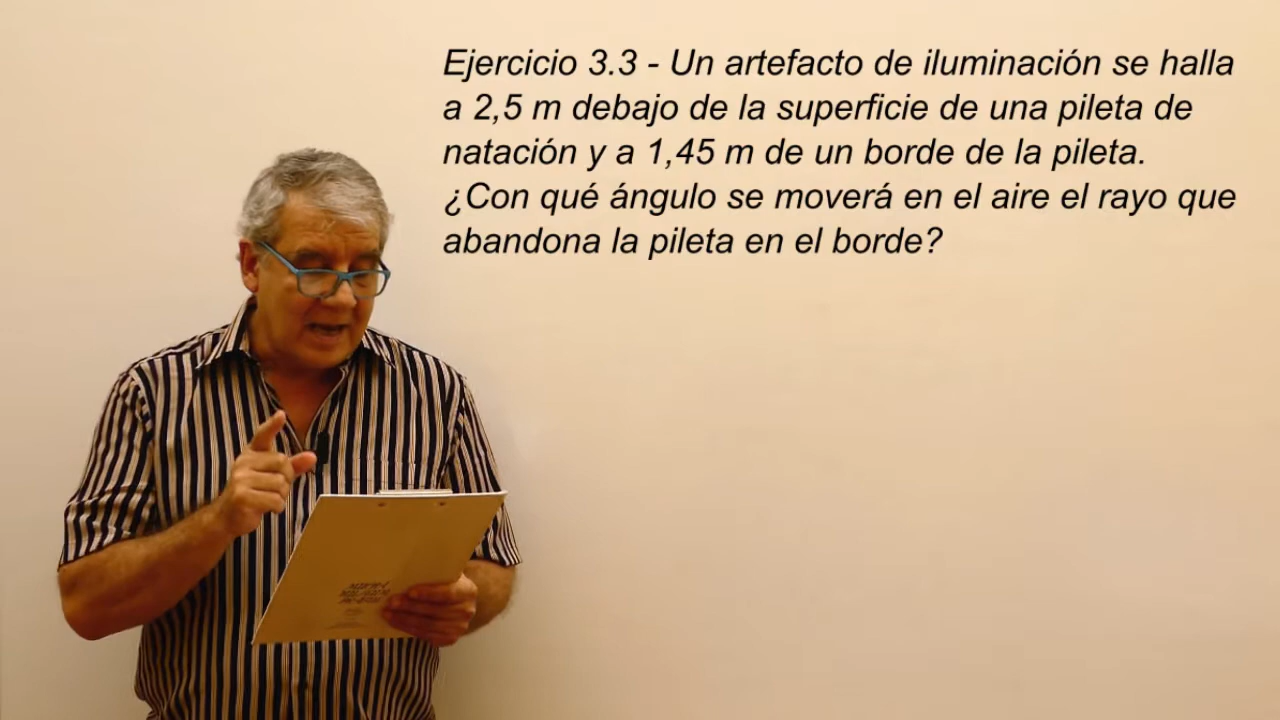 Ejercicio 3.3 - Un artefacto de iluminación se halla
a 2,5 m debajo de la superficie de una pileta de
natación y a 1,45 m de un borde de la pileta.
¿Con qué ángulo se moverá en el aire el rayo que
abandona la pileta en el borde?